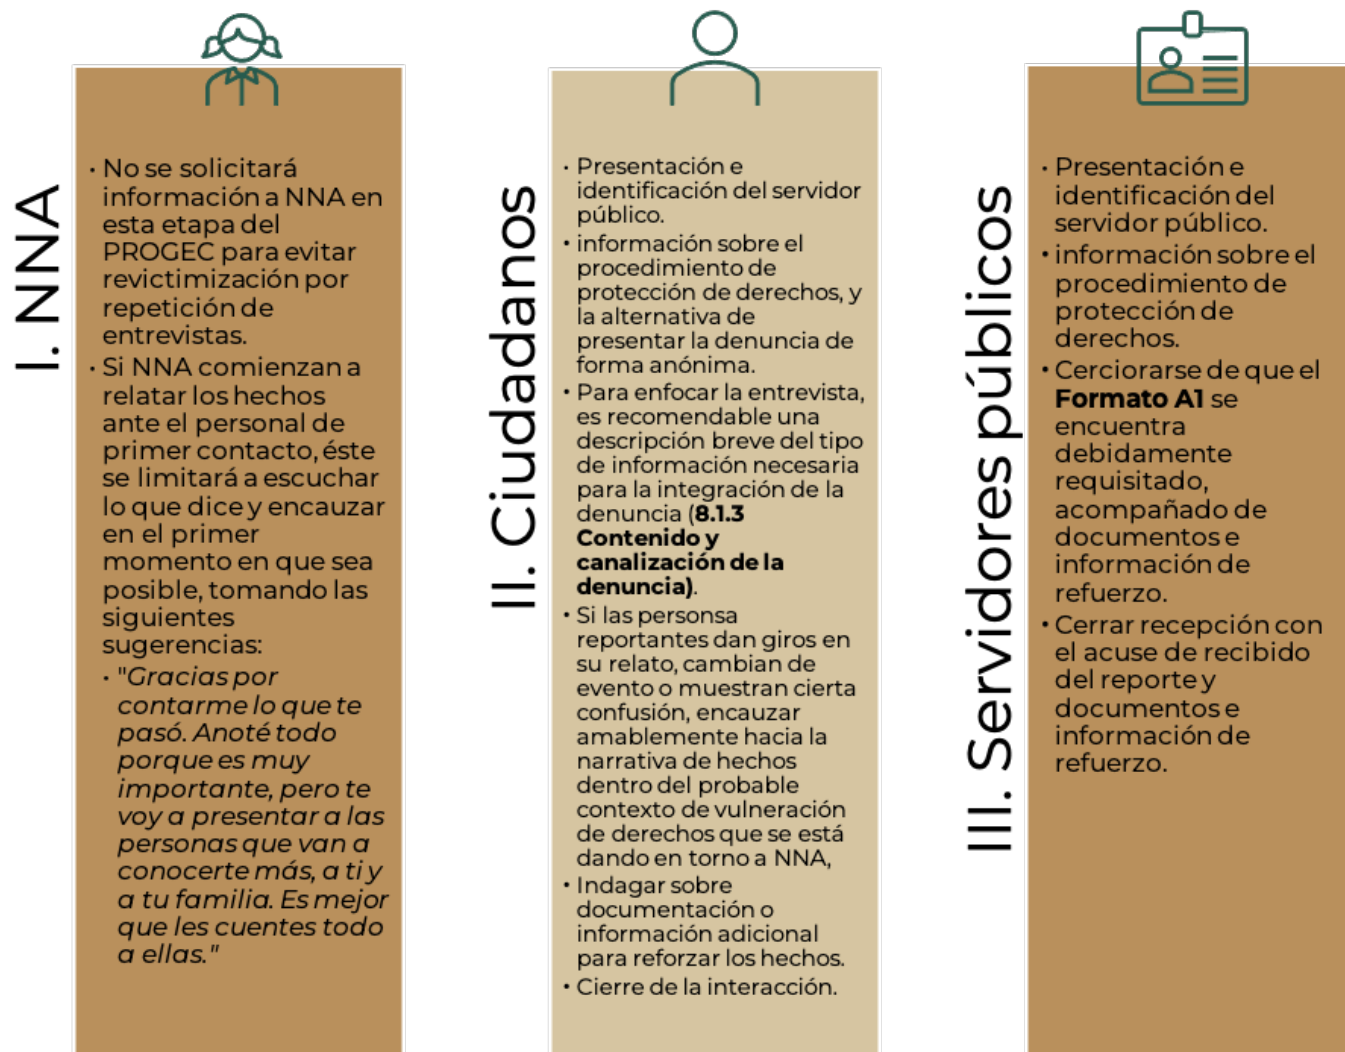 I. NNA
· No se solicitará
información a NNA en
esta etapa del
PROGEC para evitar
revictimización por
repetición de
entrevistas.
· Si NNA comienzan a
relatar los hechos
ante el personal de
primer contacto, éste
se limitará a escuchar
lo que dice y encauzar
en el primer
momento en que sea
posible, tomando las
siguientes
sugerencias:
· "Gracias por
contarme lo que te
pasó. Anoté todo
porque es muy
importante, pero te
voy a presentar a las
personas que van a
conocerte más, a ti y
a tu familia. Es mejor
que les cuentes todo
a ellas."
II. Ciudadanos
· Presentación e
identificación del servidor
público.
· información sobre el
procedimiento de
protección de derechos, y
la alternativa de
presentar la denuncia de
forma anónima.
· Para enfocar la entrevista,
es recomendable una
descripción breve del tipo
de información necesaria
para la integración de la
denuncia (8.1.3
Contenido y
canalización de la
denuncia).
· Si las personsa
reportantes dan giros en
su relato, cambian de
evento o muestran cierta
confusión, encauzar
amablemente hacia la
narrativa de hechos
dentro del probable
contexto de vulneración
de derechos que se está
dando en torno a NNA,
· Indagar sobre
documentación o
información adicional
para reforzar los hechos.
· Cierre de la interacción.
III. Servidores públicos
· Presentación e
identificación del
servidor público.
· información sobre el
procedimiento de
protección de
derechos.
· Cerciorarse de que el
Formato A1 se
encuentra
debidamente
requisitado,
acompañado de
documentos e
información de
refuerzo.
· Cerrar recepción con
el acuse de recibido
del reporte y
documentos e
información de
refuerzo.